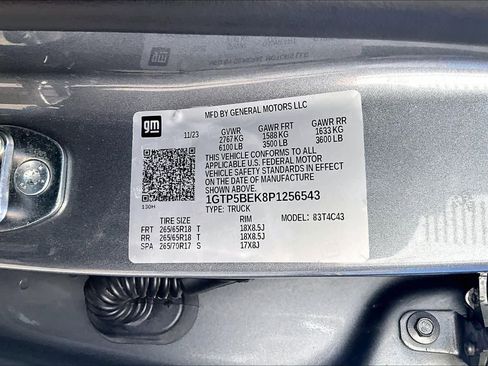 gm
MFD BY GENERAL MOTORS LLC
11/23 GVWR GAWR FRT GAWR RR
2767 KG 1588 KG 1633 KG
6100 LB 3500 LB 3600 LB
THIS VEHICLE CONFORMS TO ALL
APPLICABLE U.S. FEDERAL MOTOR
VEHICLE SAFETY STANDARDS IN EFFECT
ON THE DATE OF MANUFACTURE
SHOWN ABOVE.
1GTP5BEK8P1256543
130H TYPE: TRUCK
TIRE SIZE RIM MODEL: 83T4C43
FRT 265/65R18 T 18X8.5J
RR 265/65R18 T 18X8.5J
SPA 265/70R17 S 17X8J